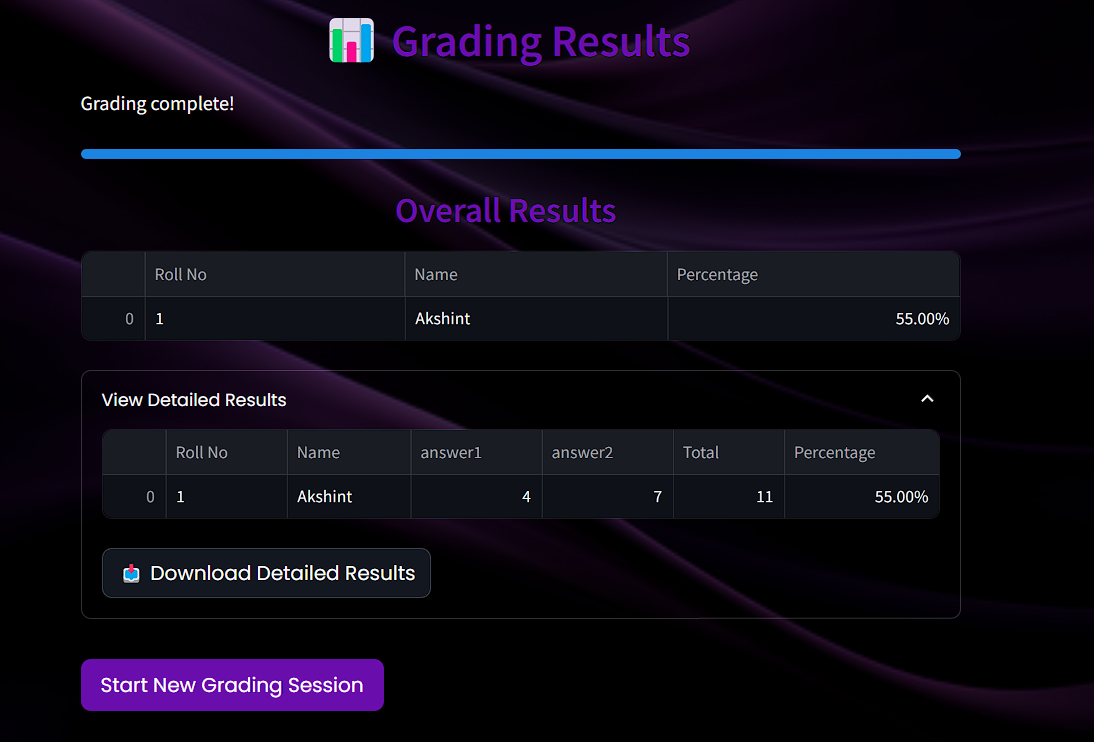 Grading Results
Grading complete!
Overall Results
Roll No Name Percentage
0 1 Akshint 55.00%
View Detailed Results
Roll No Name answer1 answer2 Total Percentage
0 1 Akshint 4 7 11 55.00%
Download Detailed Results
Start New Grading Session